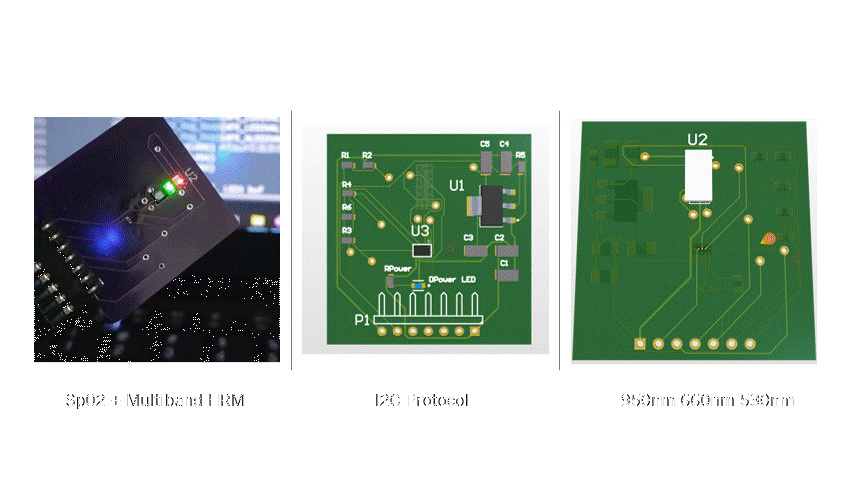 U2
R1 R2 C5 C4 R5
R4 U1
R6
U3
R3 C3 C2
RPower DPower LED C1
P1
U2
SpO2 + Multiband HRM
I2C Protocol
950nm 660nm 530nm